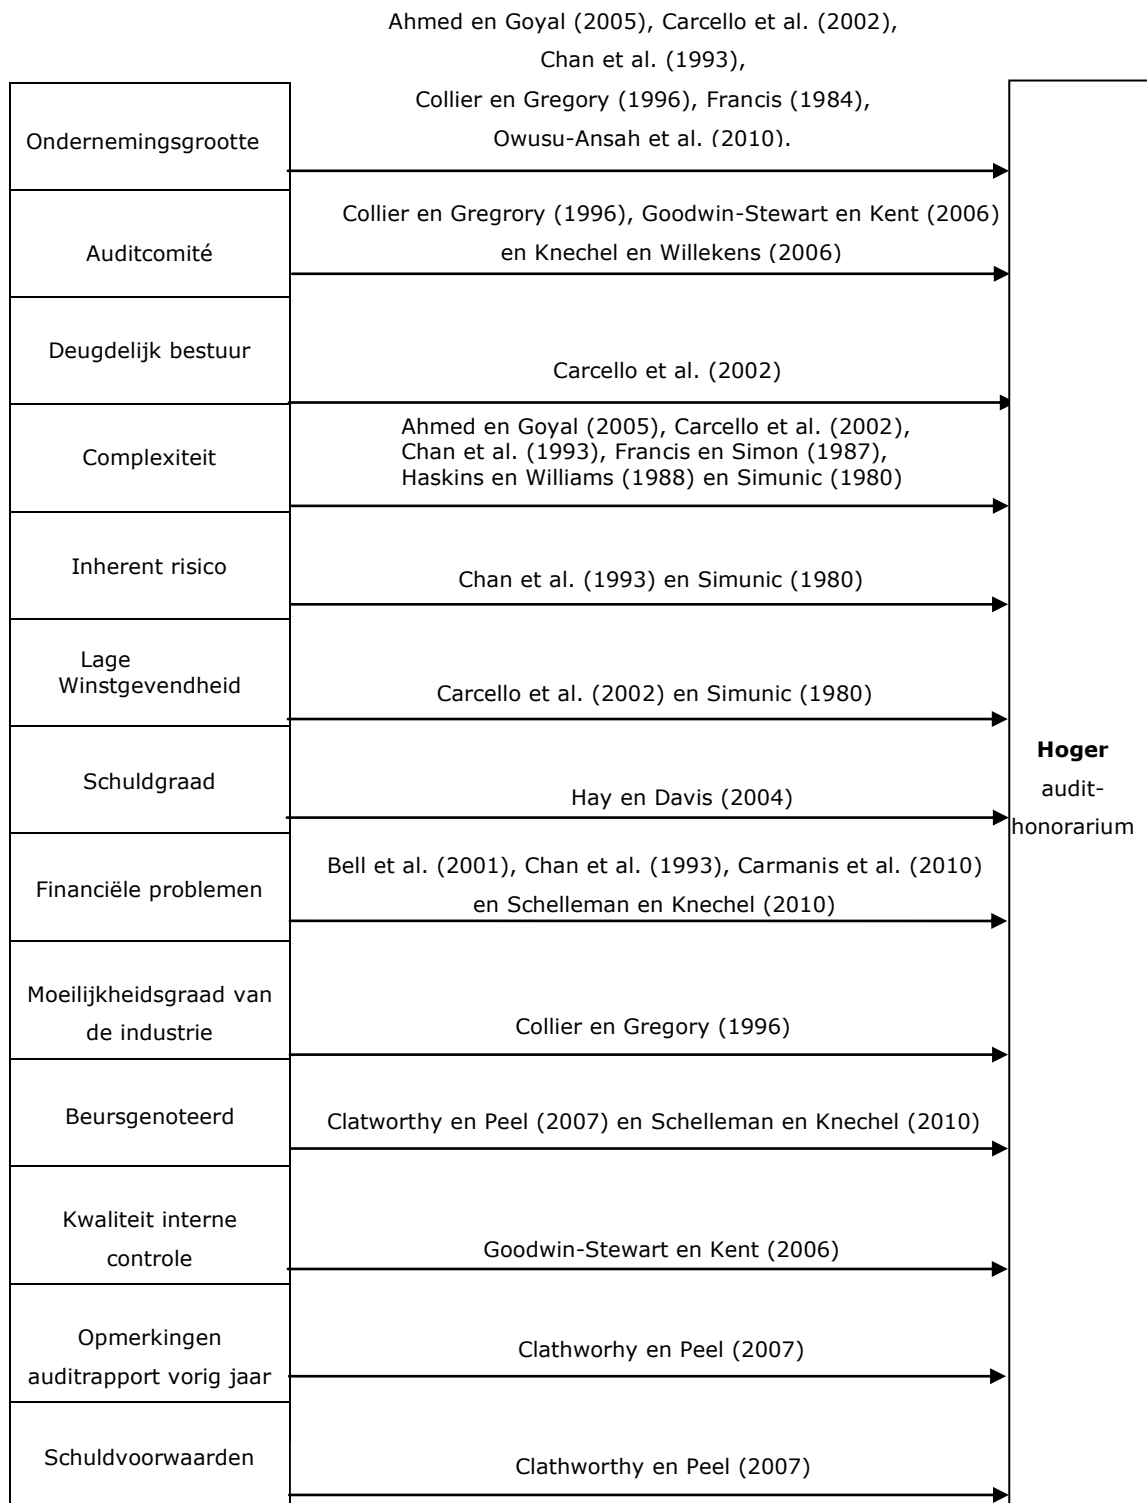 Ahmed en Goyal (2005), Carcello et al. (2002),
Chan et al. (1993),
Collier en Gregory (1996), Francis (1984),
Owusu-Ansah et al. (2010).
Ondernemingsgrootte
Collier en Gregrory (1996), Goodwin-Stewart en Kent (2006)
en Knechel en Willekens (2006)
Auditcomité
Deugdelijk bestuur
Carcello et al. (2002)
Complexiteit
Ahmed en Goyal (2005), Carcello et al. (2002),
Chan et al. (1993), Francis en Simon (1987),
Haskins en Williams (1988) en Simunic (1980)
Inherent risico
Chan et al. (1993) en Simunic (1980)
Lage
Winstgevendheid
Carcello et al. (2002) en Simunic (1980)
Schuldgraad
Hay en Davis (2004)
Financiële problemen
Bell et al. (2001), Chan et al. (1993), Carmanis et al. (2010)
en Schelleman en Knechel (2010)
Moeilijkheidsgraad van
de industrie
Collier en Gregory (1996)
Beursgenoteerd
Clatworthy en Peel (2007) en Schelleman en Knechel (2010)
Kwaliteit interne
controle
Goodwin-Stewart en Kent (2006)
Opmerkingen
auditrapport vorig jaar
Clathworhy en Peel (2007)
Schuldvoorwaarden
Clathworthy en Peel (2007)
Hoger
audit-
honorarium